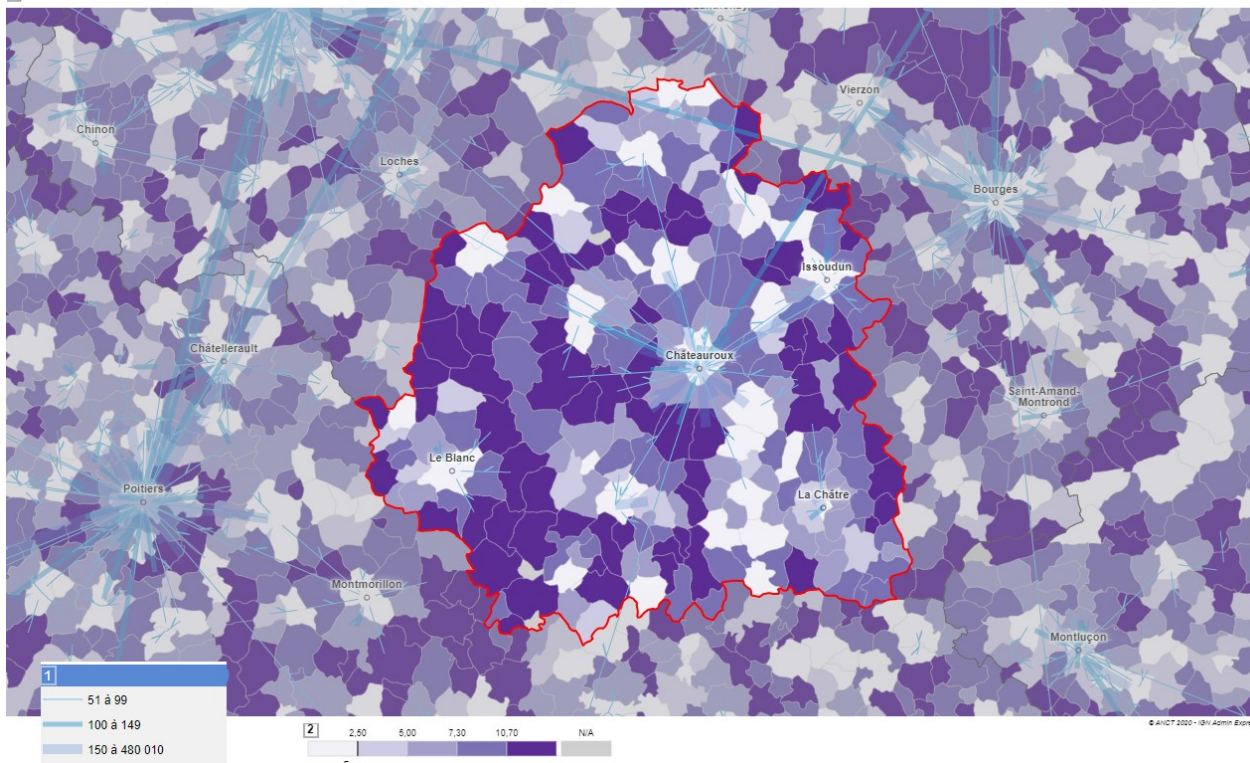 Vierzon
Chinon
Loches
Bourges
Issoudun
Châtellerault
Châteauroux
Saint-Amand-
Montrond
Le Blanc
Poitiers
La Châtre
Montmorillon
Montluçon
1
51 à 99
100 à 149
150 à 480 010
2
2,50 5,00 7,30 10,70 N/A
© ANCT 2020 - IGN Admin Expre